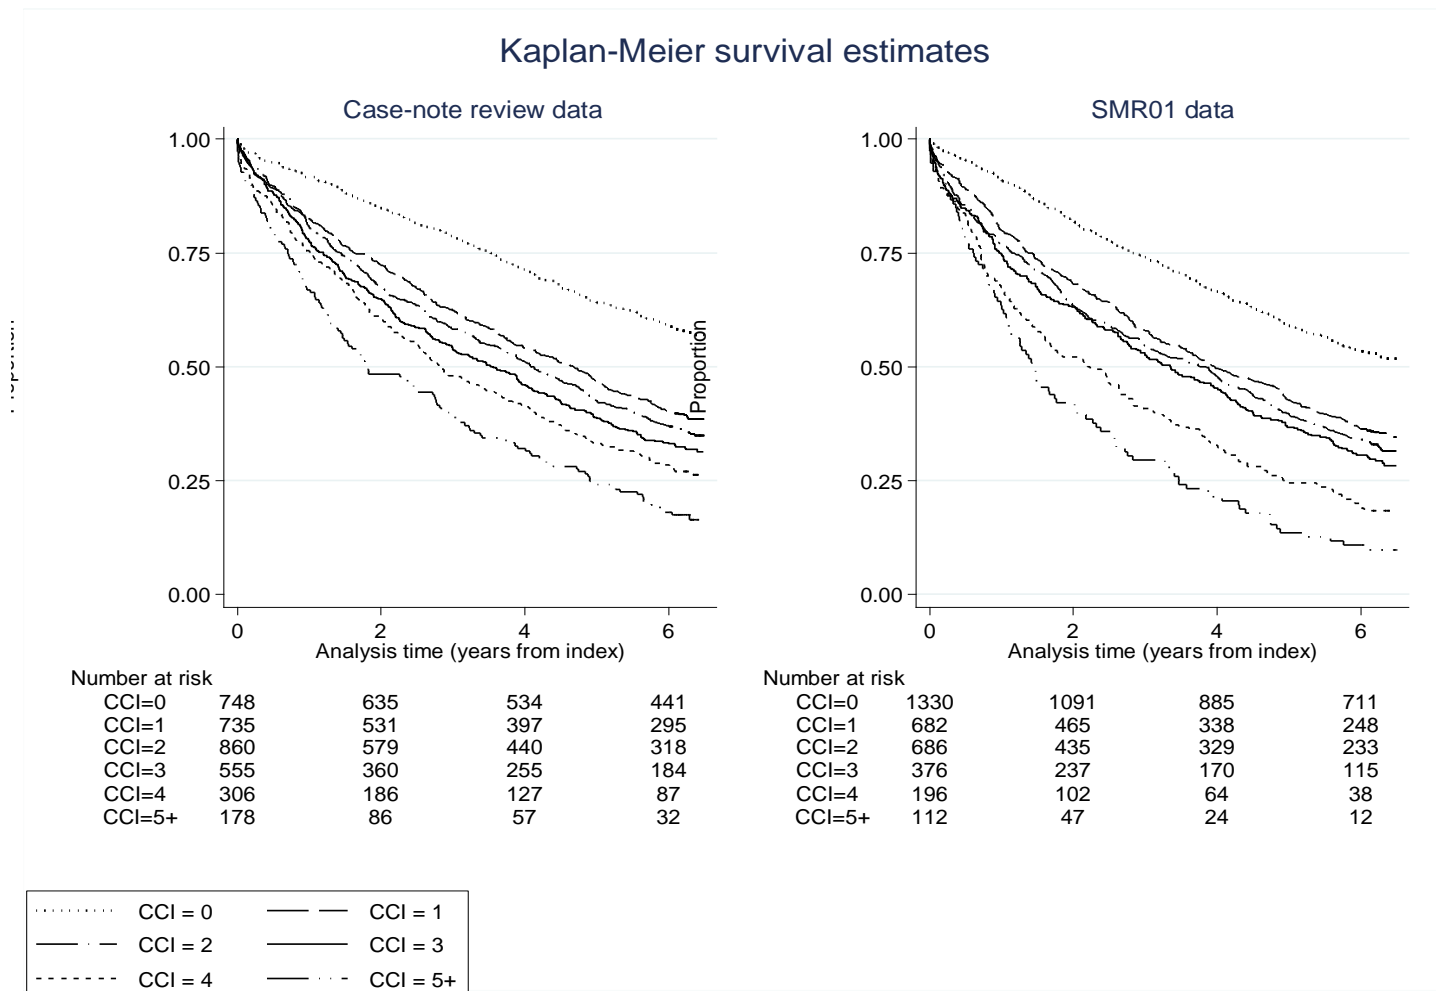 Kaplan-Meier survival estimates
Case-note review data
1.00
0.75
0.50
0.25
0.00
Proportion
0 2 4 6
Analysis time (years from index)
Number at risk
CCI=0 748 635 534 441
CCI=1 735 531 397 295
CCI=2 860 579 440 318
CCI=3 555 360 255 184
CCI=4 306 186 127 87
CCI=5+ 178 86 57 32
SMR01 data
1.00
0.75
0.50
0.25
0.00
0 2 4 6
Analysis time (years from index)
Number at risk
CCI=0 1330 1091 885 711
CCI=1 682 465 338 248
CCI=2 686 435 329 233
CCI=3 376 237 170 115
CCI=4 196 102 64 38
CCI=5+ 112 47 24 12
CCI = 0 CCI = 1
CCI = 2 CCI = 3
CCI = 4 CCI = 5+